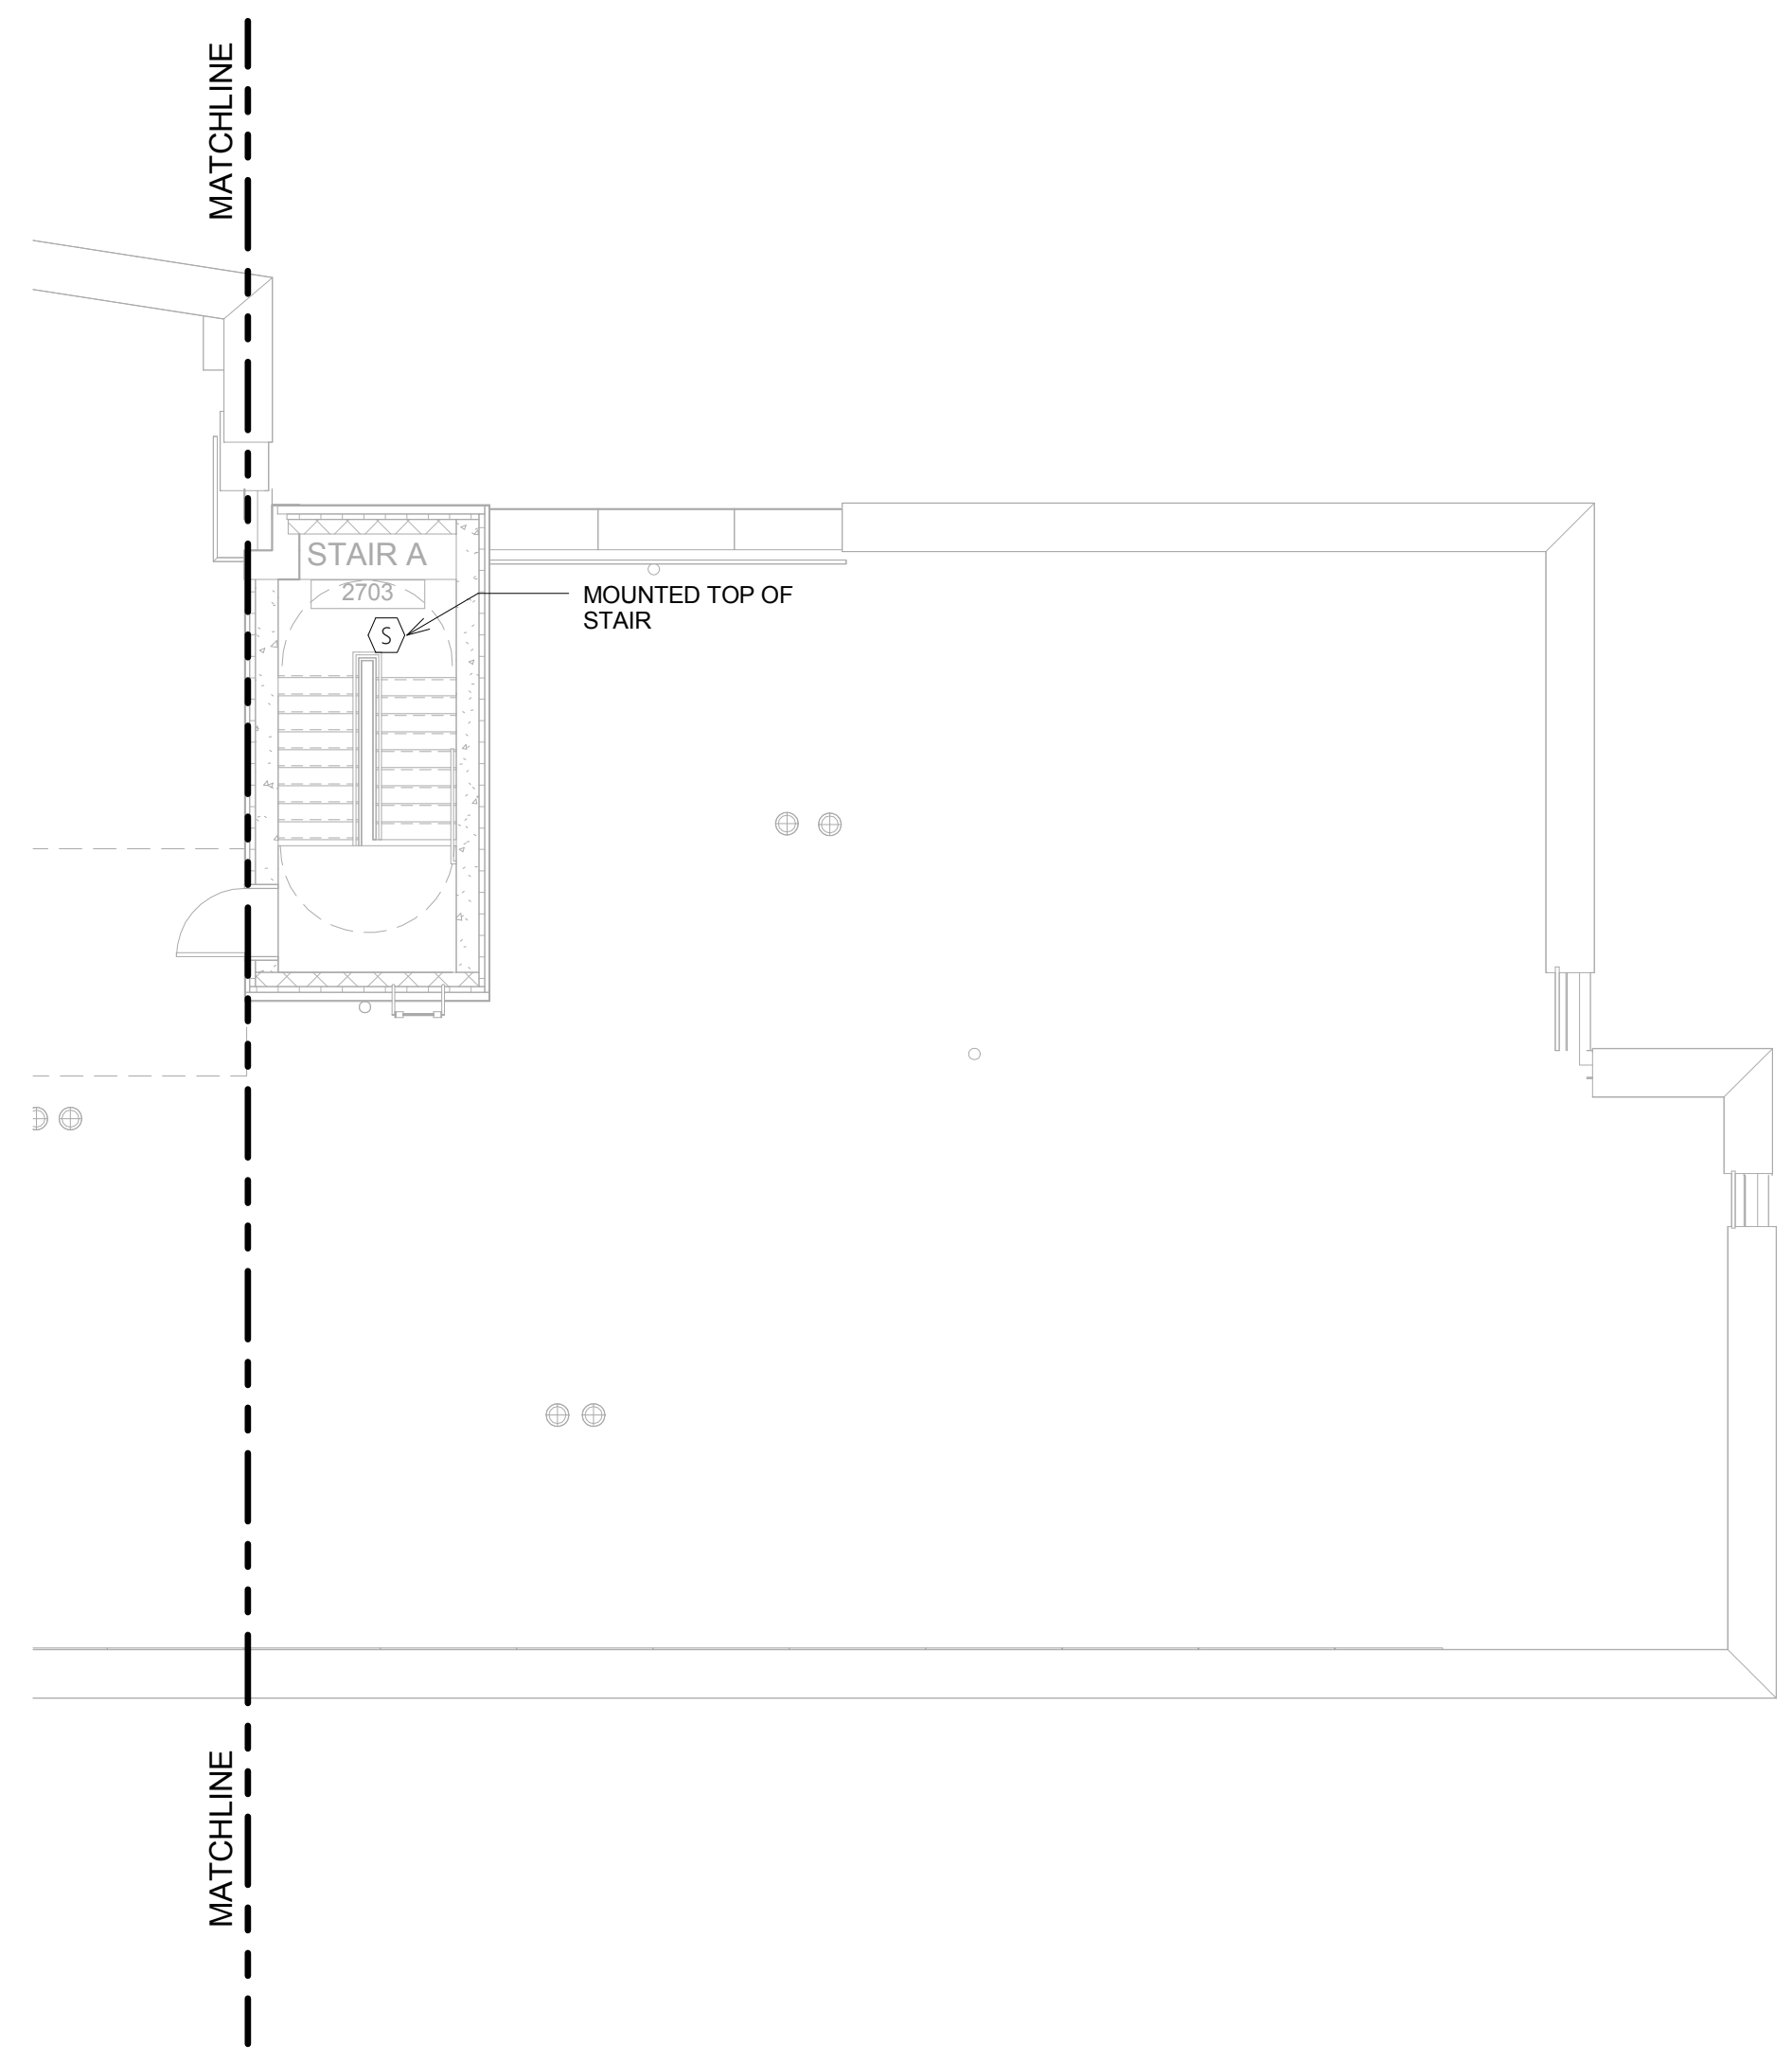 MATCHLINE
STAIR A
2703
MOUNTED TOP OF
STAIR
S
MATCHLINE